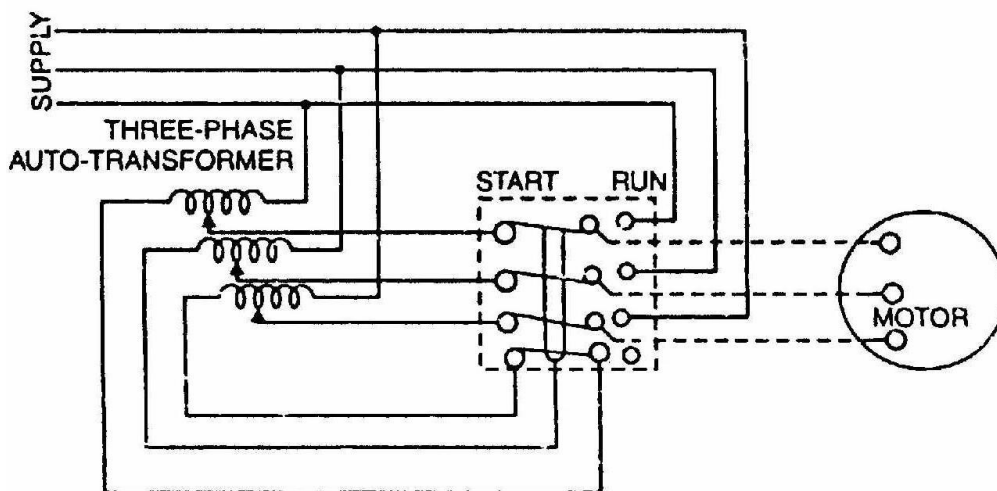 SUPPLY
THREE-PHASE
AUTO-TRANSFORMER
START RUN
MOTOR